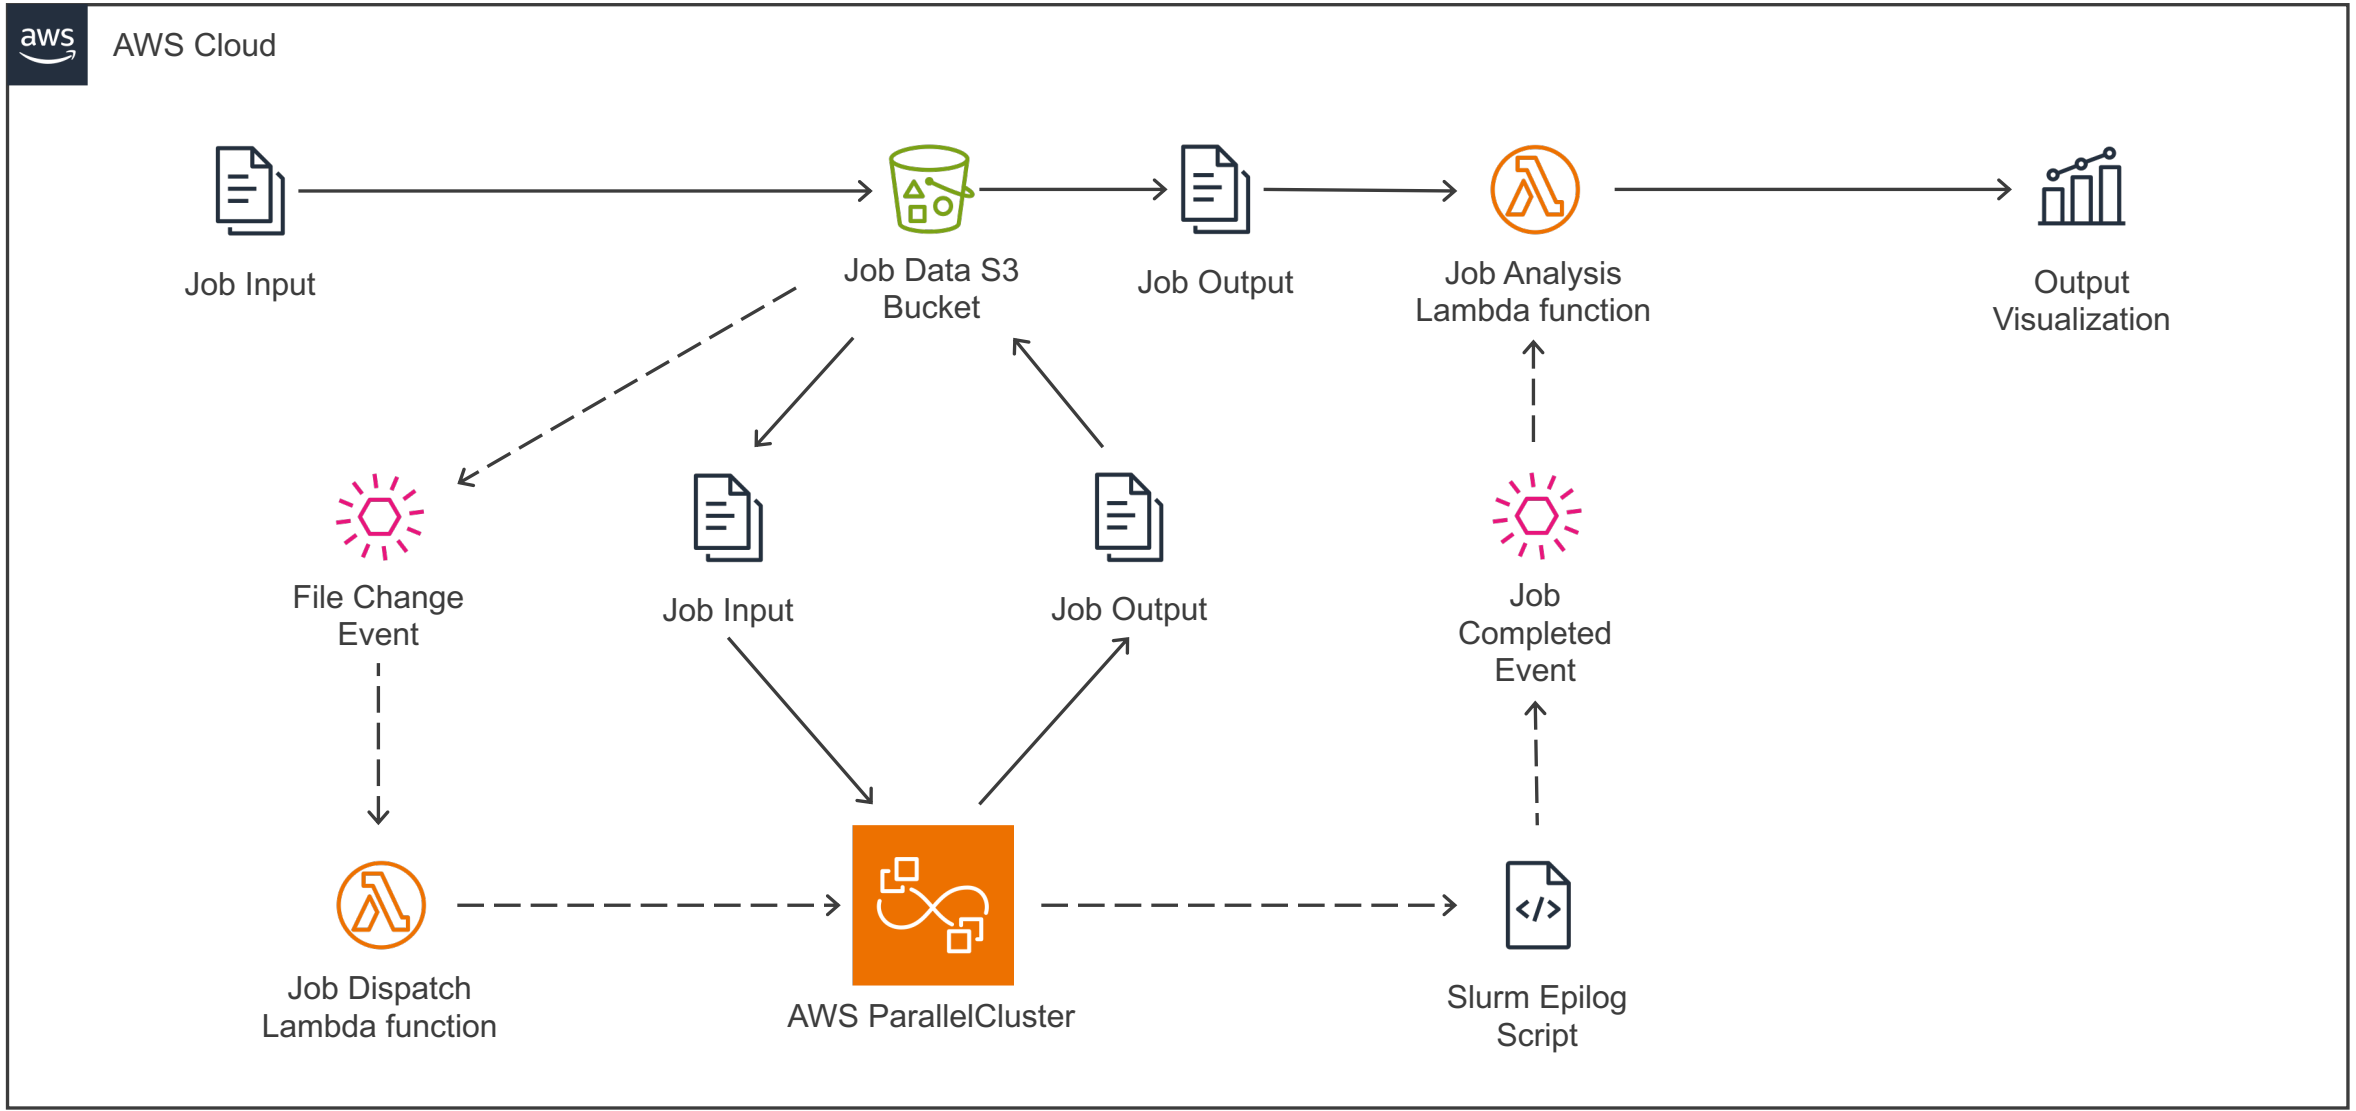 aws
AWS Cloud
Job Input
Job Data S3
Bucket
Job Output
Job Analysis
Lambda function
Output
Visualization
File Change
Event
Job Input
Job Output
Job
Completed
Event
Job Dispatch
Lambda function
AWS ParallelCluster
</>
Slurm Epilog
Script